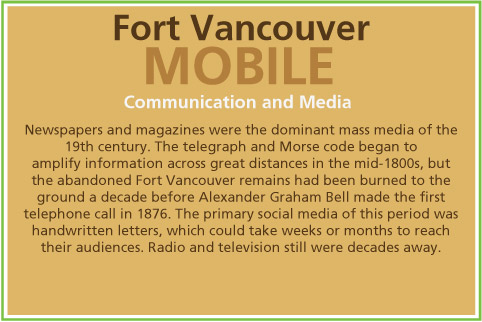 Fort Vancouver
MOBILE
Communication and Media
Newspapers and magazines were the dominant mass media of the
19th century. The telegraph and Morse code began to
amplify information across great distances in the mid-1800s, but
the abandoned Fort Vancouver remains had been burned to the
ground a decade before Alexander Graham Bell made the first
telephone call in 1876. The primary social media of this period was
handwritten letters, which could take weeks or months to reach
their audiences. Radio and television still were decades away.